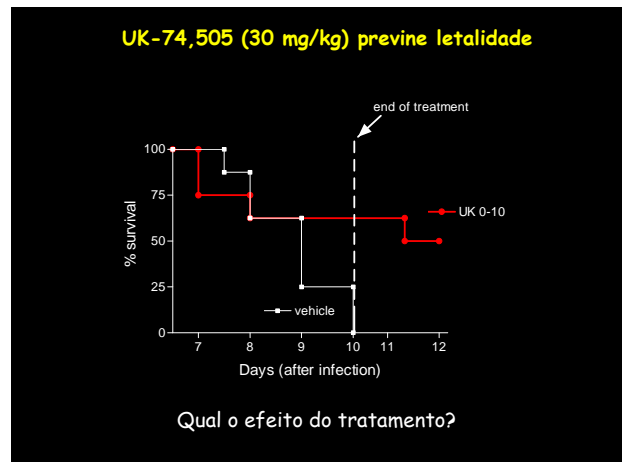 UK-74,505 (30 mg/kg) previne letalidade
end of treatment
100
75
50
25
0
% survival
UK 0-10
vehicle
7 8 9 10 11 12
Days (after infection)
Qual o efeito do tratamento?